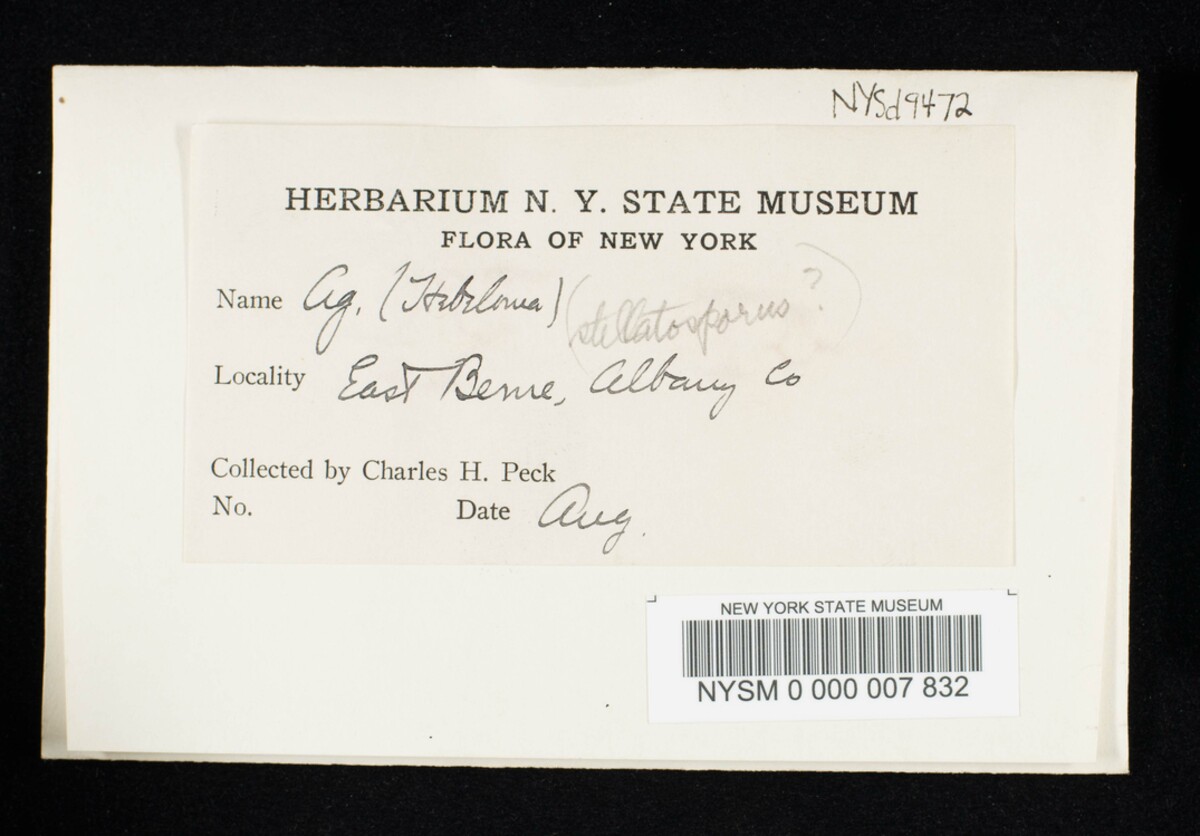 NYSd9472
HERBARIUM N. Y. STATE MUSEUM
FLORA OF NEW YORK
Name Ag. (Hebeloma) (stellatosporus ?)
Locality East Berne, Albany Co
Collected by Charles H. Peck
No. Date Aug.
NEW YORK STATE MUSEUM
NYSM 0 000 007 832